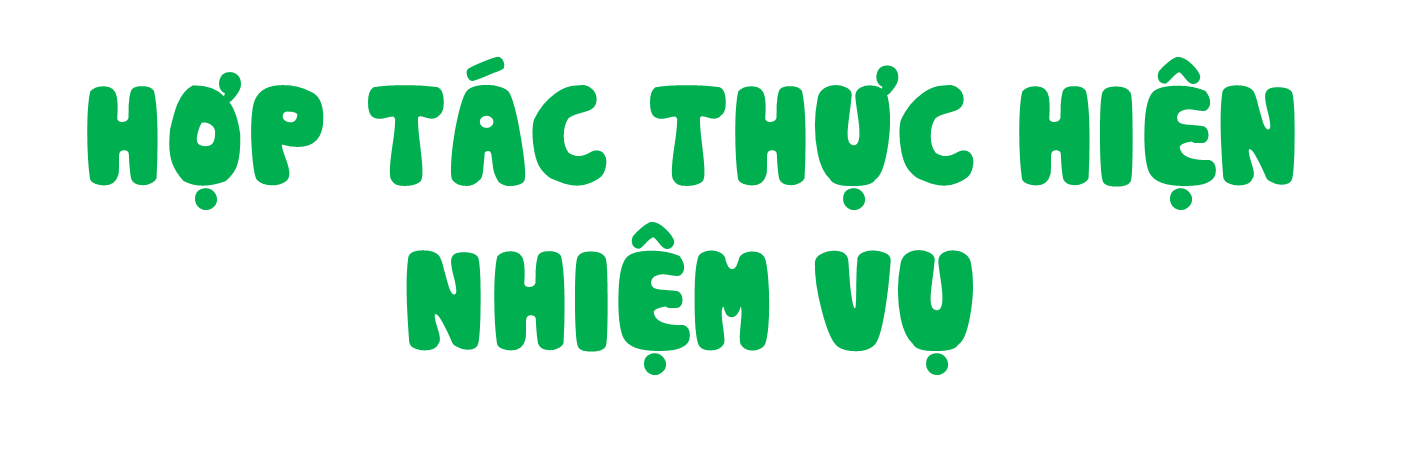 HỢP TÁC THỰC HIỆN
NHIỆM VỤ